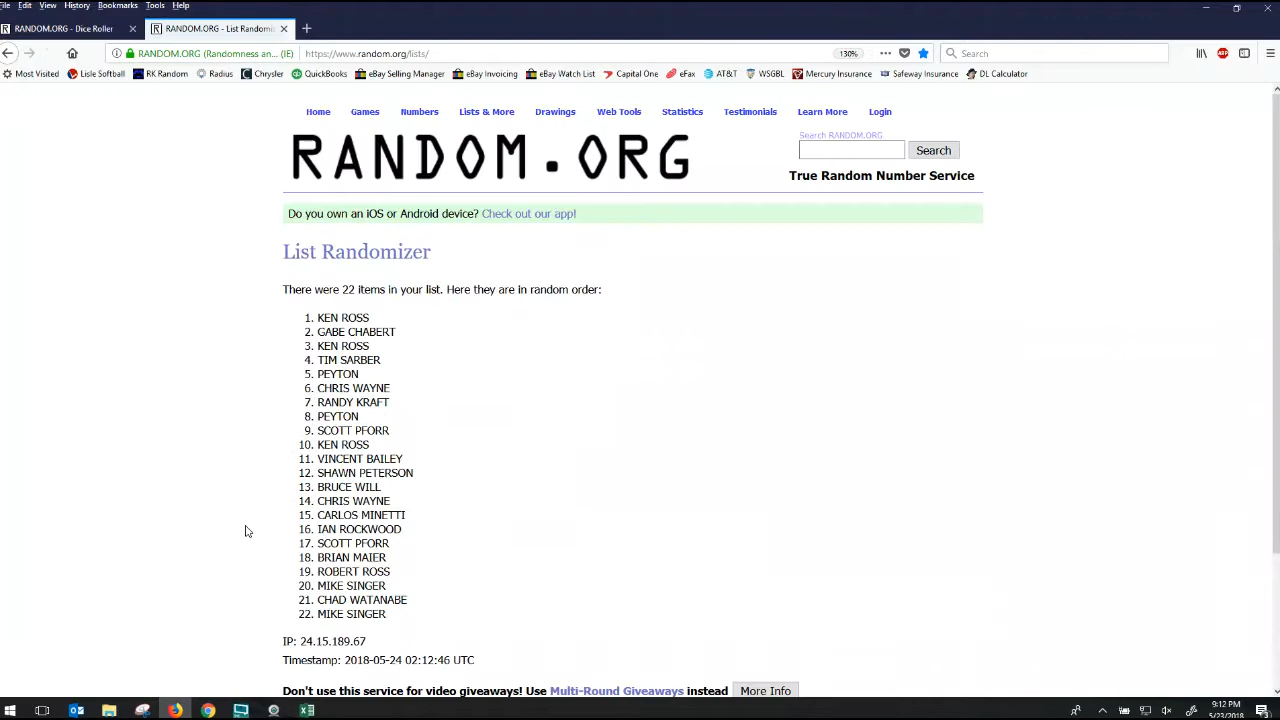 File Edit View History Bookmarks Tools Help
RANDOM.ORG - Dice Roller
RANDOM.ORG - List Randomi
RANDOM.ORG (Randomness an... (IE)
https://www.random.org/lists/
130%
Search
Most Visited Lisle Softball RK Random Radius Chrysler QuickBooks eBay Selling Manager eBay Invoicing eBay Watch List Capital One eFax AT&T WSGBL Mercury Insurance Safeway Insurance DL Calculator
Home Games Numbers Lists & More Drawings Web Tools Statistics Testimonials Learn More Login
RANDOM.ORG
Search RANDOM.ORG
Search
True Random Number Service
Do you own an iOS or Android device? Check out our app!
List Randomizer
There were 22 items in your list. Here they are in random order:
1. KEN ROSS
2. GABE CHABERT
3. KEN ROSS
4. TIM SARBER
5. PEYTON
6. CHRIS WAYNE
7. RANDY KRAFT
8. PEYTON
9. SCOTT PFORR
10. KEN ROSS
11. VINCENT BAILEY
12. SHAWN PETERSON
13. BRUCE WILL
14. CHRIS WAYNE
15. CARLOS MINETTI
16. IAN ROCKWOOD
17. SCOTT PFORR
18. BRIAN MAIER
19. ROBERT ROSS
20. MIKE SINGER
21. CHAD WATANABE
22. MIKE SINGER
IP: 24.15.189.67
Timestamp: 2018-05-24 02:12:46 UTC
Don't use this service for video giveaways! Use Multi-Round Giveaways instead More Info
9:12 PM
5/23/2018